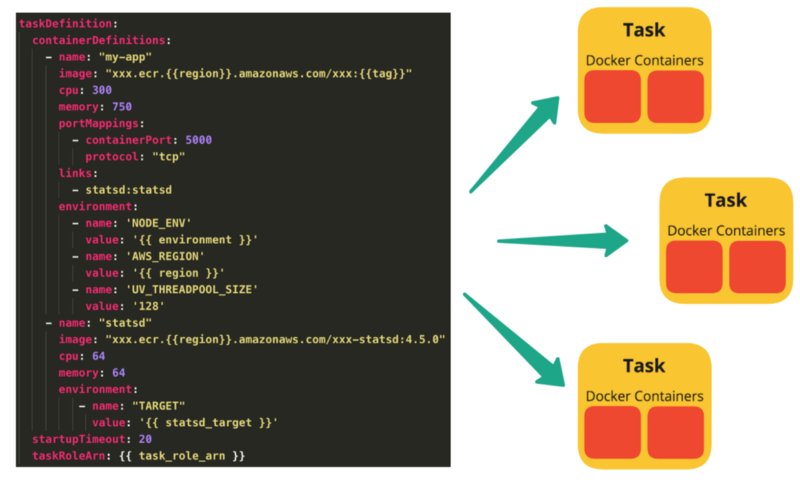 taskDefinition:
containerDefinitions:
- name: "my-app"
image: "xxx.ecr.{{region}}.amazonaws.com/xxx:{{tag}}"
cpu: 300
memory: 750
portMappings:
- containerPort: 5000
protocol: "tcp"
links:
- statsd:statsd
environment:
- name: 'NODE_ENV'
value: '{{ environment }}'
- name: 'AWS_REGION'
value: '{{ region }}'
- name: 'UV_THREADPOOL_SIZE'
value: '128'
- name: "statsd"
image: "xxx.ecr.{{region}}.amazonaws.com/xxx-statsd:4.5.0"
cpu: 64
memory: 64
environment:
- name: "TARGET"
value: '{{ statsd_target }}'
startupTimeout: 20
taskRoleArn: {{ task_role_arn }}
Task
Docker Containers
Task
Docker Containers
Task
Docker Containers